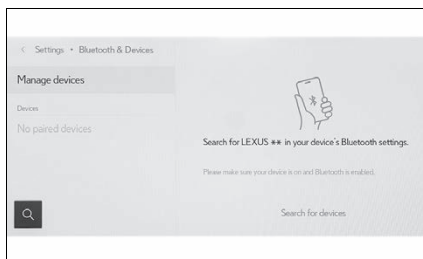 < Settings • Bluetooth & Devices
Manage devices
Devices
No paired devices
Search for LEXUS ** in your device's Bluetooth settings.
Please make sure your device is on and Bluetooth is enabled.
Search for devices